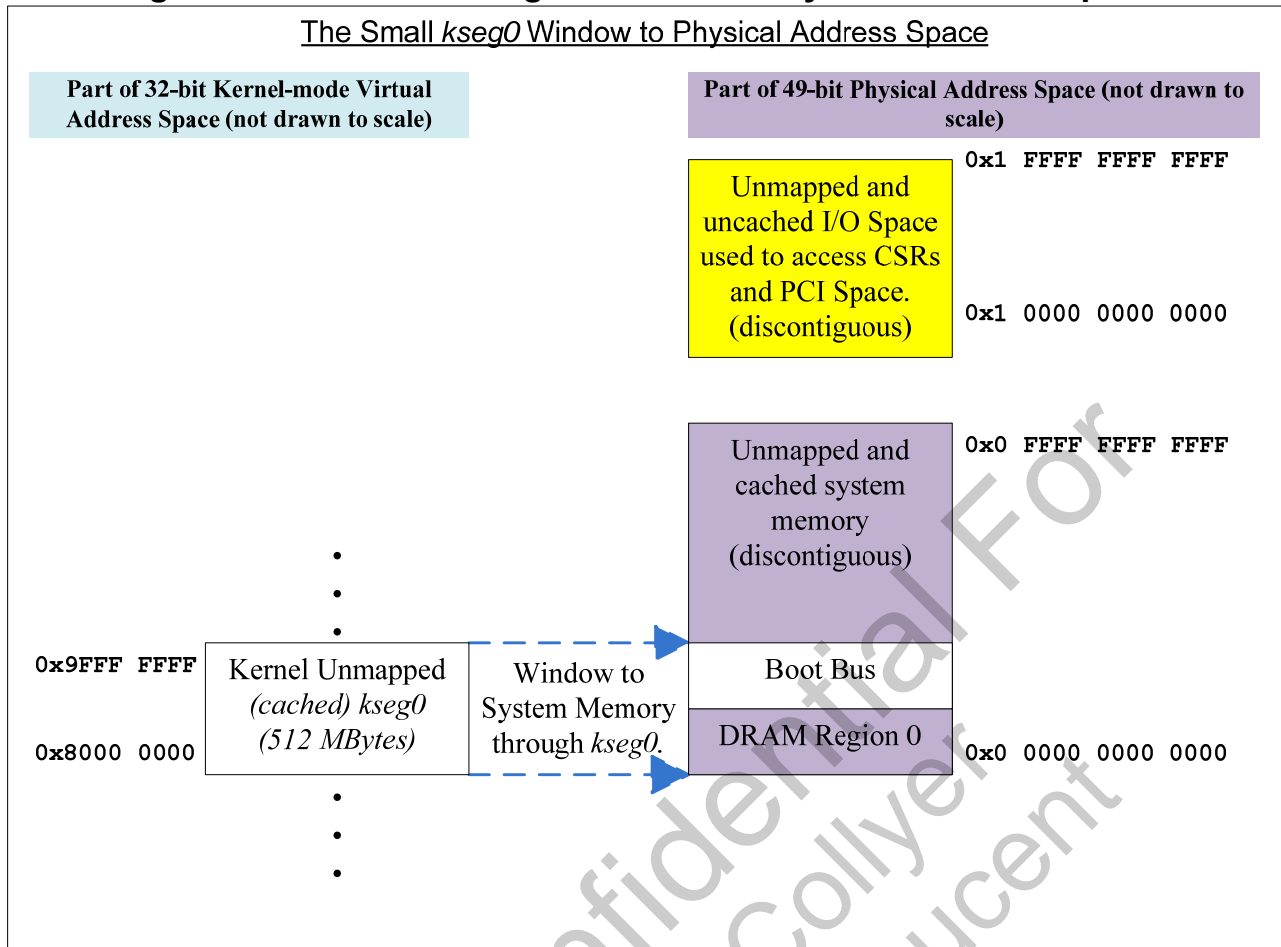 The Small kseg0 Window to Physical Address Space
Part of 32-bit Kernel-mode Virtual
Address Space (not drawn to scale)
Part of 49-bit Physical Address Space (not drawn to
scale)
0x1 FFFF FFFF FFFF
Unmapped and
uncached I/O Space
used to access CSRs
and PCI Space.
(discontiguous)
0x1 0000 0000 0000
0x0 FFFF FFFF FFFF
Unmapped and
cached system
memory
(discontiguous)
0x9FFF FFFF
Kernel Unmapped
(cached) kseg0
(512 MBytes)
0x8000 0000
Window to
System Memory
through kseg0.
Boot Bus
DRAM Region 0
0x0 0000 0000 0000
Confidential For
Collyer